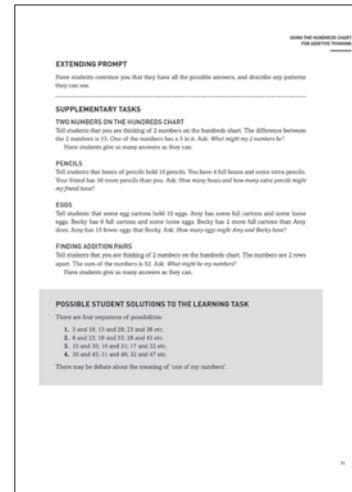 USING THE HUNDREDS CHART
FOR ADDITIVE THINKING
EXTENDING PROMPT
Have students convince you that they have all the possible answers, and describe any patterns
they can see.
SUPPLEMENTARY TASKS
TWO NUMBERS ON THE HUNDREDS CHART
Tell students that you are thinking of 2 numbers on the hundreds chart. The difference between
the 2 numbers is 13. One of the numbers has a 5 in it. Ask: What might my 2 numbers be?
Have students give as many answers as they can.
PENCILS
Tell students that boxes of pencils hold 10 pencils. You have 4 full boxes and some extra pencils.
Your friend has 16 more pencils than you. Ask: How many boxes and how many extra pencils might
my friend have?
EGGS
Tell students that some egg cartons hold 10 eggs. Amy has some full cartons and some loose
eggs. Becky has 6 full cartons and some loose eggs. Becky has 2 more full cartons than Amy
does. Amy has 15 fewer eggs that Becky. Ask: How many eggs might Amy and Becky have?
FINDING ADDITION PAIRS
Tell students that you are thinking of 2 numbers on the hundreds chart. The numbers are 2 rows
apart. The sum of the numbers is 52. Ask: What might be my numbers?
Have students give as many answers as they can.
POSSIBLE STUDENT SOLUTIONS TO THE LEARNING TASK
There are four sequences of possibilities:
1. 3 and 18; 13 and 28; 23 and 38 etc.
2. 8 and 23; 18 and 33; 28 and 43 etc.
3. 15 and 30; 16 and 31; 17 and 32 etc.
4. 30 and 45; 31 and 46; 32 and 47 etc.
There may be debate about the meaning of 'one of my numbers'.
11